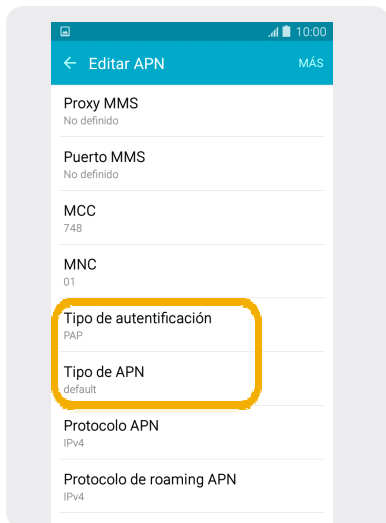 10:00
Editar APN MÁS
Proxy MMS
No definido
Puerto MMS
No definido
MCC
748
MNC
01
Tipo de autentificación
PAP
Tipo de APN
default
Protocolo APN
IPv4
Protocolo de roaming APN
IPv4